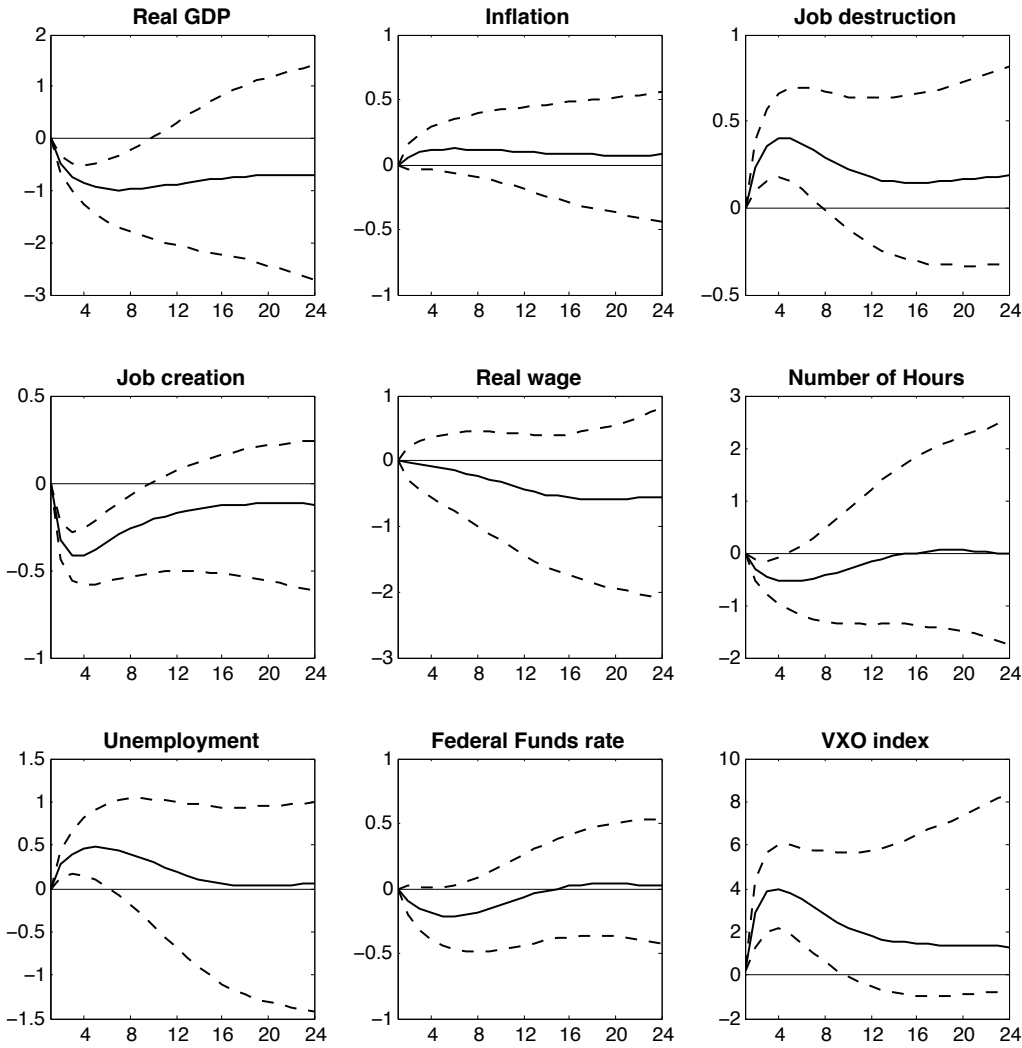 Real GDP
2
1
0
−1
−2
−3
4 8 12 16 20 24
Inflation
1
0.5
0
−0.5
−1
4 8 12 16 20 24
Job destruction
1
0.5
0
−0.5
4 8 12 16 20 24
Job creation
0.5
0
−0.5
−1
4 8 12 16 20 24
Real wage
1
0
−1
−2
−3
4 8 12 16 20 24
Number of Hours
3
2
1
0
−1
−2
4 8 12 16 20 24
Unemployment
1.5
1
0.5
0
−0.5
−1
−1.5
4 8 12 16 20 24
Federal Funds rate
1
0.5
0
−0.5
−1
4 8 12 16 20 24
VXO index
10
8
6
4
2
0
−2
4 8 12 16 20 24